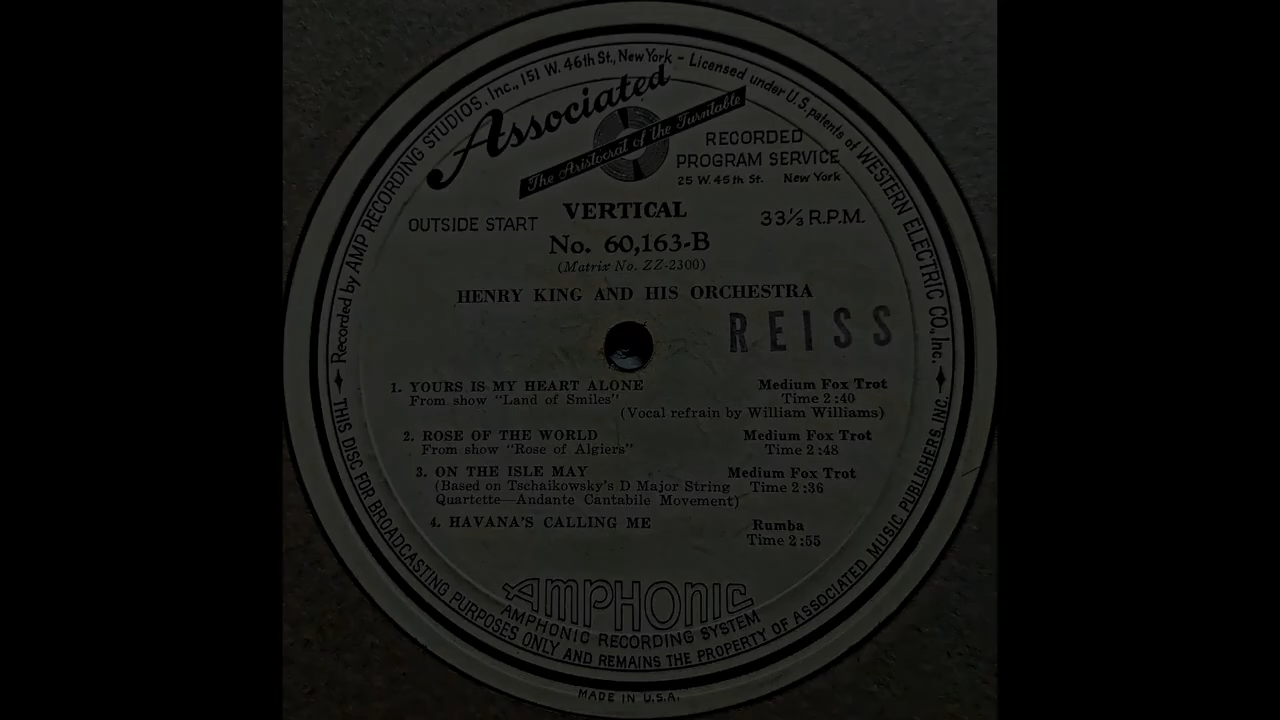 Recorded by AMP RECORDING STUDIOS, Inc., 151 W. 46th St., New York - Licensed under U.S. patents of WESTERN ELECTRIC CO., Inc.
Associated
The Aristocrat of the Turntable
RECORDED
PROGRAM SERVICE
25 W. 45th St. New York
OUTSIDE START
VERTICAL
33⅓ R.P.M.
No. 60,163-B
(Matrix No. ZZ-2300)
HENRY KING AND HIS ORCHESTRA
REISS
1. YOURS IS MY HEART ALONE Medium Fox Trot
From show "Land of Smiles" Time 2:40
(Vocal refrain by William Williams)
2. ROSE OF THE WORLD Medium Fox Trot
From show "Rose of Algiers" Time 2:48
3. ON THE ISLE MAY Medium Fox Trot
(Based on Tschaikowsky's D Major String Time 2:36
Quartette—Andante Cantabile Movement)
4. HAVANA'S CALLING ME Rumba
Time 2:55
AMPHONIC
AMPHONIC RECORDING SYSTEM
THIS DISC FOR BROADCASTING PURPOSES ONLY AND REMAINS THE PROPERTY OF ASSOCIATED MUSIC PUBLISHERS, INC.
MADE IN U.S.A.